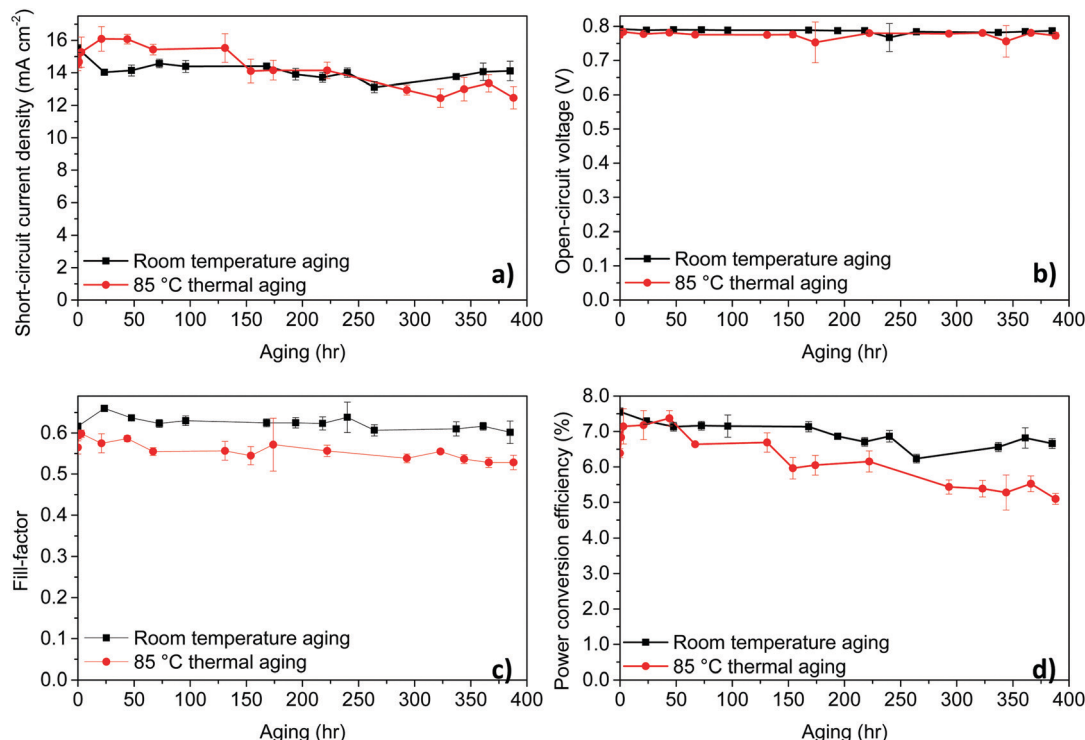 Short-circuit current density (mA cm⁻²)
18
16
14
12
10
8
6
4
2
0
Room temperature aging
85 °C thermal aging
a)
0 50 100 150 200 250 300 350 400
Aging (hr)
Open-circuit voltage (V)
0.8
0.7
0.6
0.5
0.4
0.3
0.2
0.1
0.0
Room temperature aging
85 °C thermal aging
b)
0 50 100 150 200 250 300 350 400
Aging (hr)
Fill-factor
0.6
0.5
0.4
0.3
0.2
0.1
0.0
Room temperature aging
85 °C thermal aging
c)
0 50 100 150 200 250 300 350 400
Aging (hr)
Power conversion efficiency (%)
8.0
7.0
6.0
5.0
4.0
3.0
2.0
1.0
0.0
Room temperature aging
85 °C thermal aging
d)
0 50 100 150 200 250 300 350 400
Aging (hr)